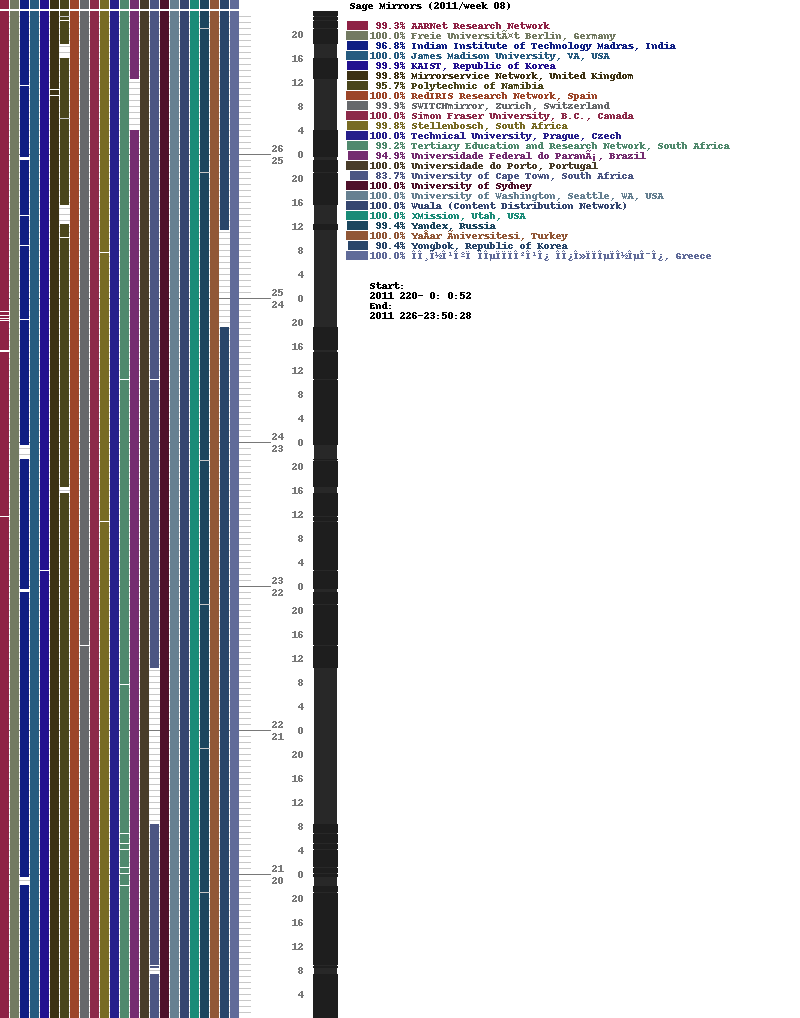 Sage Mirrors (2011/week 08)
99.3% AARNet Research Network
100.0% Freie UniversitÃ¤t Berlin, Germany
96.8% Indian Institute of Technology Madras, India
100.0% James Madison University, VA, USA
99.9% KAIST, Republic of Korea
99.8% Mirrorservice Network, United Kingdom
95.7% Polytechnic of Namibia
100.0% RedIRIS Research Network, Spain
99.9% SWITCHmirror, Zurich, Switzerland
100.0% Simon Fraser University, B.C., Canada
99.8% Stellenbosch, South Africa
100.0% Technical University, Prague, Czech
99.2% Tertiary Education and Research Network, South Africa
94.9% Universidade Federal do ParanÃ¡, Brazil
100.0% Universidade do Porto, Portugal
83.7% University of Cape Town, South Africa
100.0% University of Sydney
100.0% University of Washington, Seattle, WA, USA
100.0% Wuala (Content Distribution Network)
100.0% XMission, Utah, USA
99.4% Yandex, Russia
100.0%, Turkey
90.4% Yongbok, Republic of Korea
100.0%, Greece
Start:
2011 220- 0: 0:52
End:
2011 226-23:50:28
20
16
12
8
4
26 0
25
20
16
12
8
4
25 0
24
20
16
12
8
4
24 0
23
20
16
12
8
4
23 0
22
20
16
12
8
4
22 0
21
20
16
12
8
4
21 0
20
20
16
12
8
4